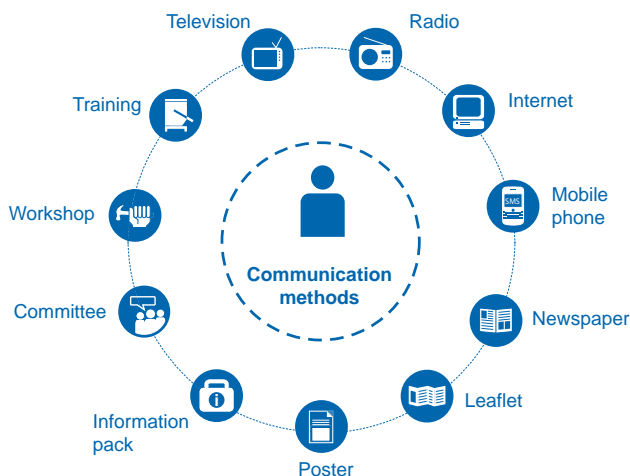 Television
Radio
Training
Internet
Workshop
SMS
Mobile
phone
Communication
methods
Committee
Newspaper
Information
pack
Leaflet
Poster